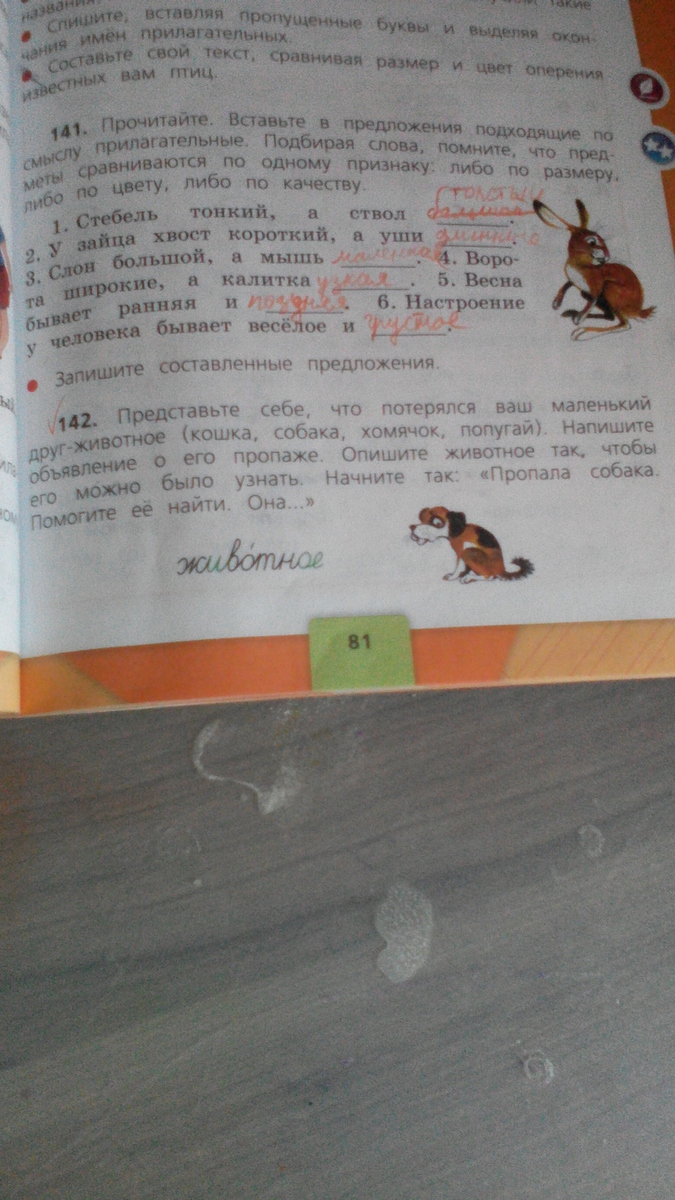 названия.
такие
• Спишите, вставляя пропущенные буквы и выделяя окон-
чания имён прилагательных.
• Составьте свой текст, сравнивая размер и цвет оперения
известных вам птиц.
141. Прочитайте. Вставьте в предложения подходящие по
смыслу прилагательные. Подбирая слова, помните, что пред-
меты сравниваются по одному признаку: либо по размеру,
либо по цвету, либо по качеству.
толстый
1. Стебель тонкий, а ствол большой.
2. У зайца хвост короткий, а уши
3. Слон большой, а мышь маленькая. 4. Воро-
та широкие, а калитка узкая. 5. Весна
бывает ранняя и поздняя. 6. Настроение
у человека бывает весёлое и грустое.
• Запишите составленные предложения.
142. Представьте себе, что потерялся ваш маленький
друг-животное (кошка, собака, хомячок, попугай). Напишите
объявление о его пропаже. Опишите животное так, чтобы
его можно было узнать. Начните так: «Пропала собака.
Помогите её найти. Она...»
живо́тное
81